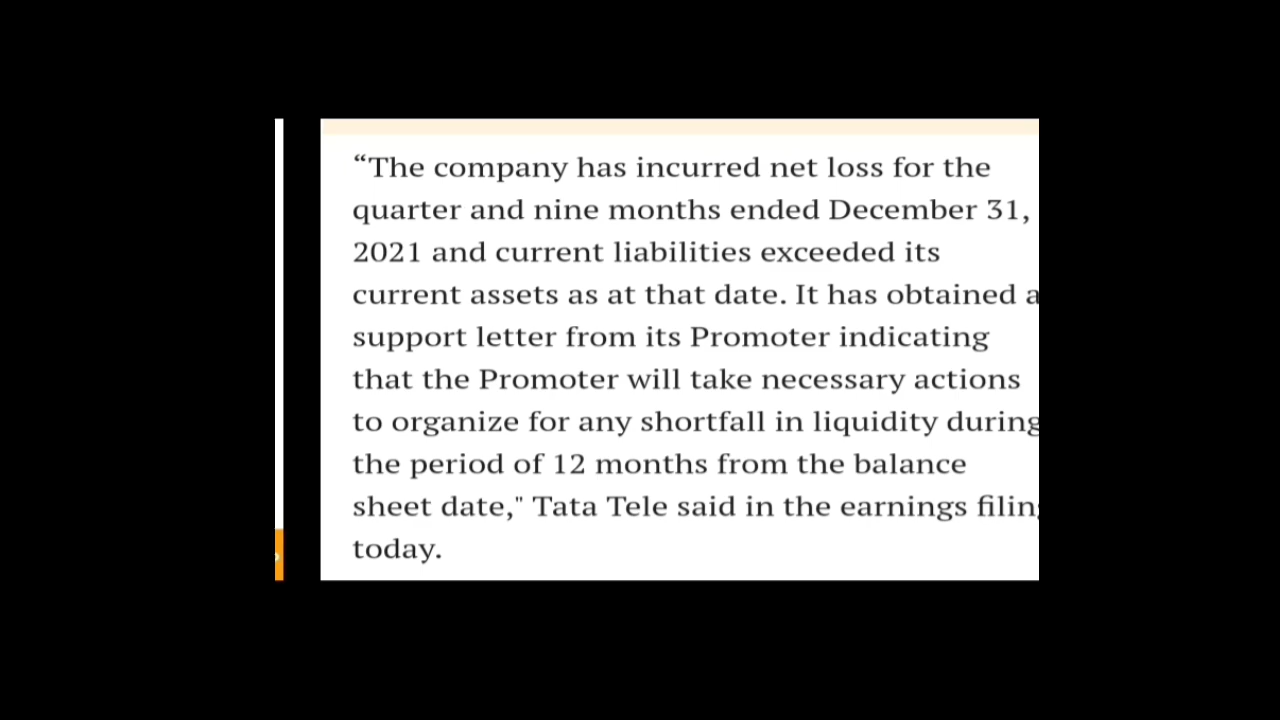 “The company has incurred net loss for the
quarter and nine months ended December 31,
2021 and current liabilities exceeded its
current assets as at that date. It has obtained a
support letter from its Promoter indicating
that the Promoter will take necessary actions
to organize for any shortfall in liquidity during
the period of 12 months from the balance
sheet date," Tata Tele said in the earnings filing
today.